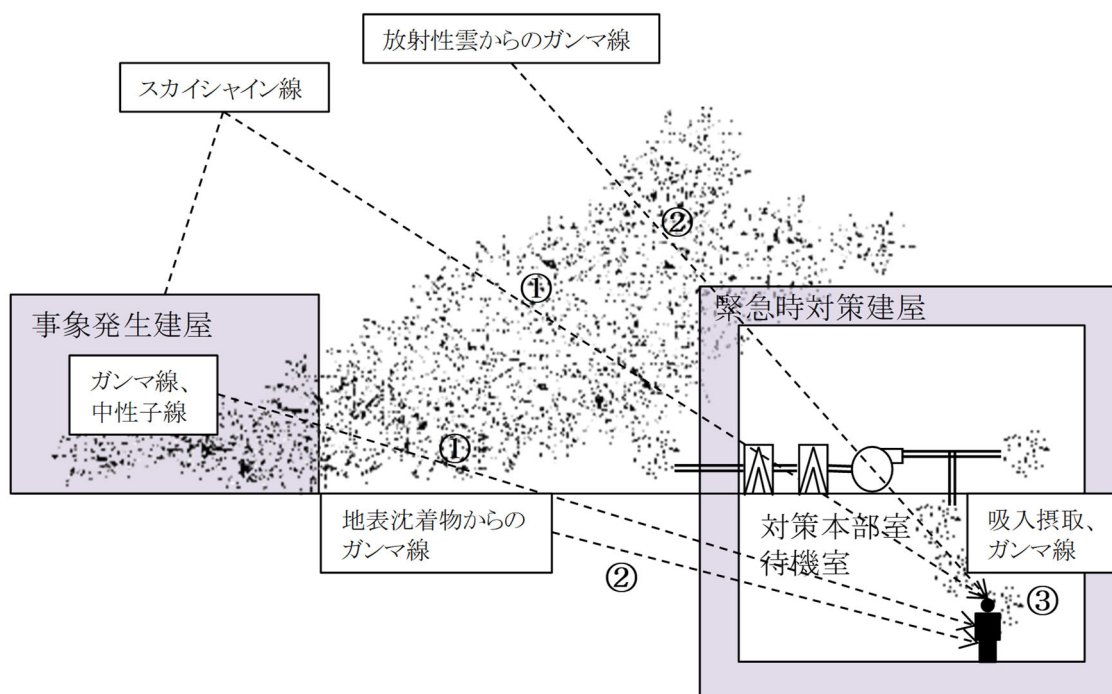 放射性雲からのガンマ線
スカイシャイン線
②
①
事象発生建屋
緊急時対策建屋
ガンマ線、
中性子線
①
地表沈着物からの
ガンマ線
②
対策本部室
待機室
吸入摂取、
ガンマ線
③